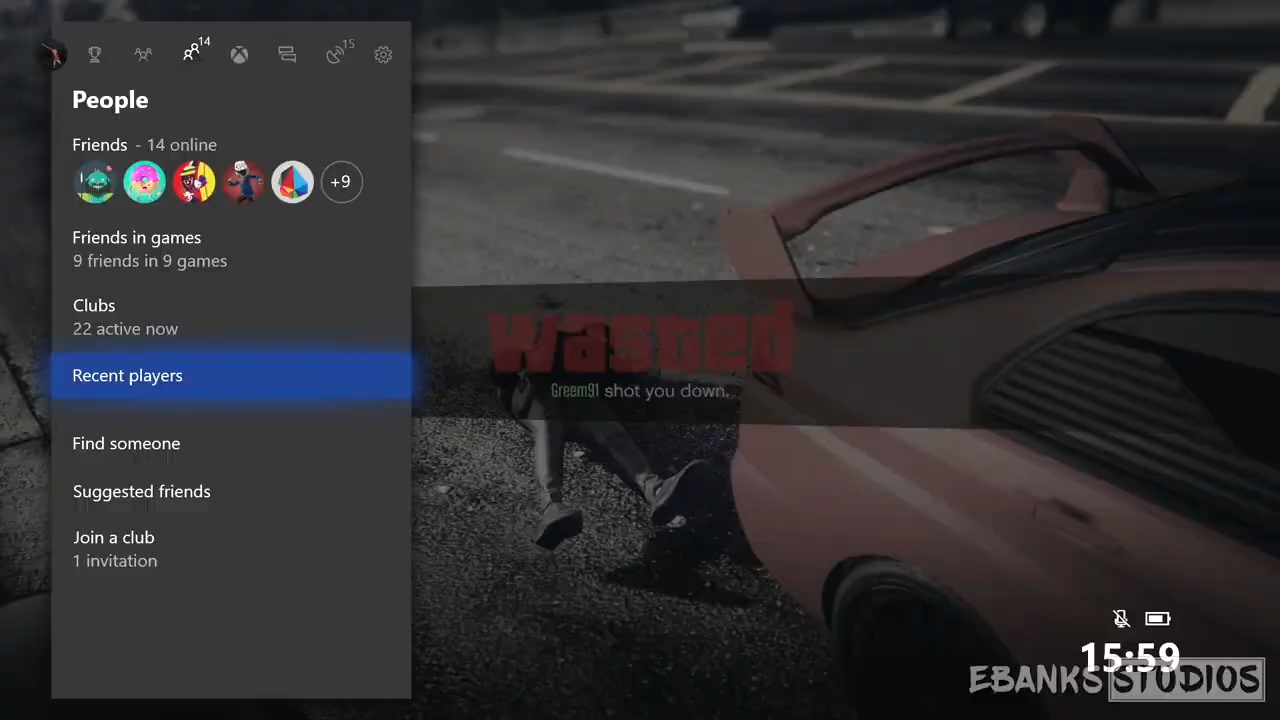 14
15
People
Friends - 14 online
+9
Friends in games
9 friends in 9 games
Clubs
22 active now
Recent players
Find someone
Suggested friends
Join a club
1 invitation
wasted
Greem91 shot you down.
15:59
EBANKS STUDIOS